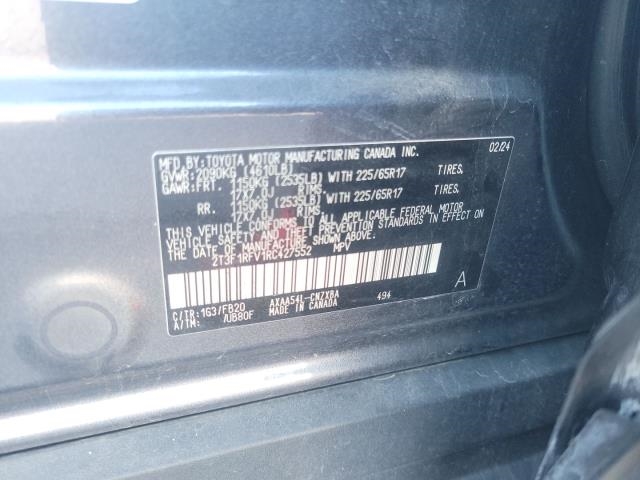 MFD.BY:TOYOTA MOTOR MANUFACTURING CANADA INC. 02/24
GVWR:2090KG (4610LB)
GAWR:FRT. 1150KG (2535LB) WITH 225/65R17 TIRES,
17X7.0J RIMS,
RR. 1150KG (2535LB) WITH 225/65R17 TIRES,
17X7.0J RIMS,
THIS VEHICLE CONFORMS TO ALL APPLICABLE FEDERAL MOTOR
VEHICLE SAFETY AND THEFT PREVENTION STANDARDS IN EFFECT ON
THE DATE OF MANUFACTURE SHOWN ABOVE.
2T3F1RFV1RC427552 MPV
A
C/TR:1G3/FB20 AXAA54L-CNZXBA 494
A/TM: /UB80F MADE IN CANADA